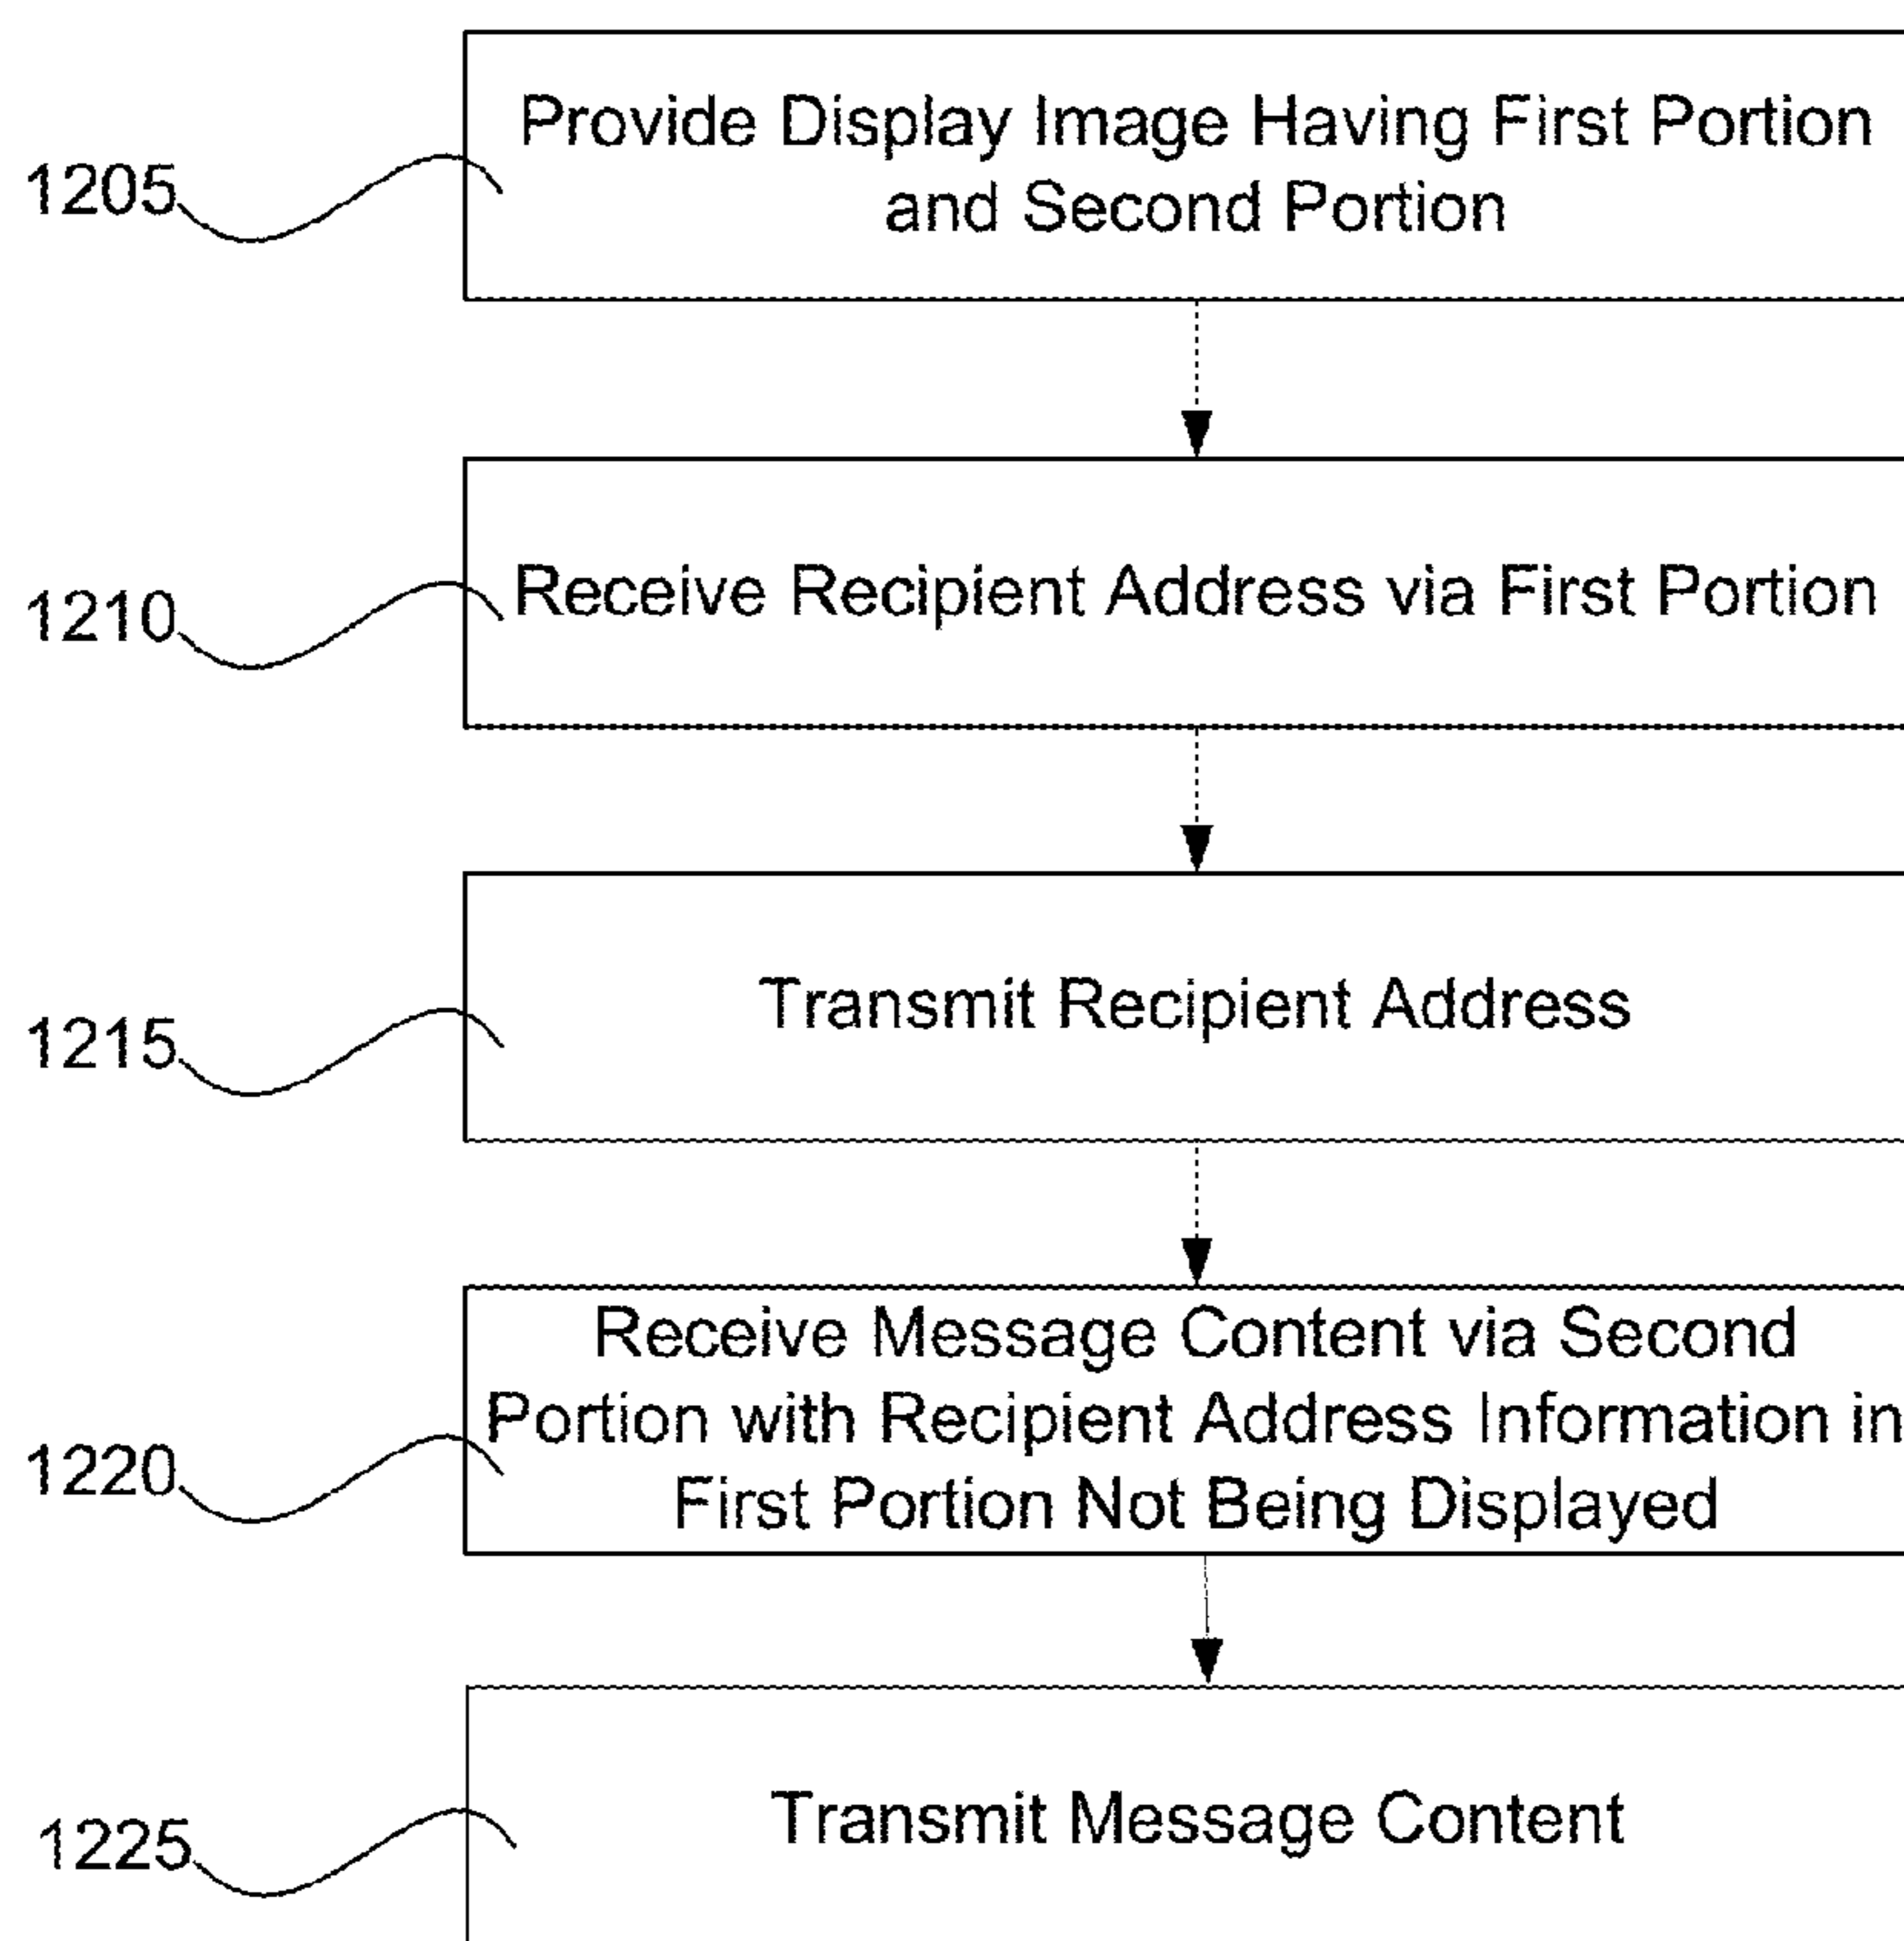 Provide Display Image Having First Portion
and Second Portion
1205
Receive Recipient Address via First Portion
1210
Transmit Recipient Address
1215
Receive Message Content via Second
Portion with Recipient Address Information in
First Portion Not Being Displayed
1220
Transmit Message Content
1225